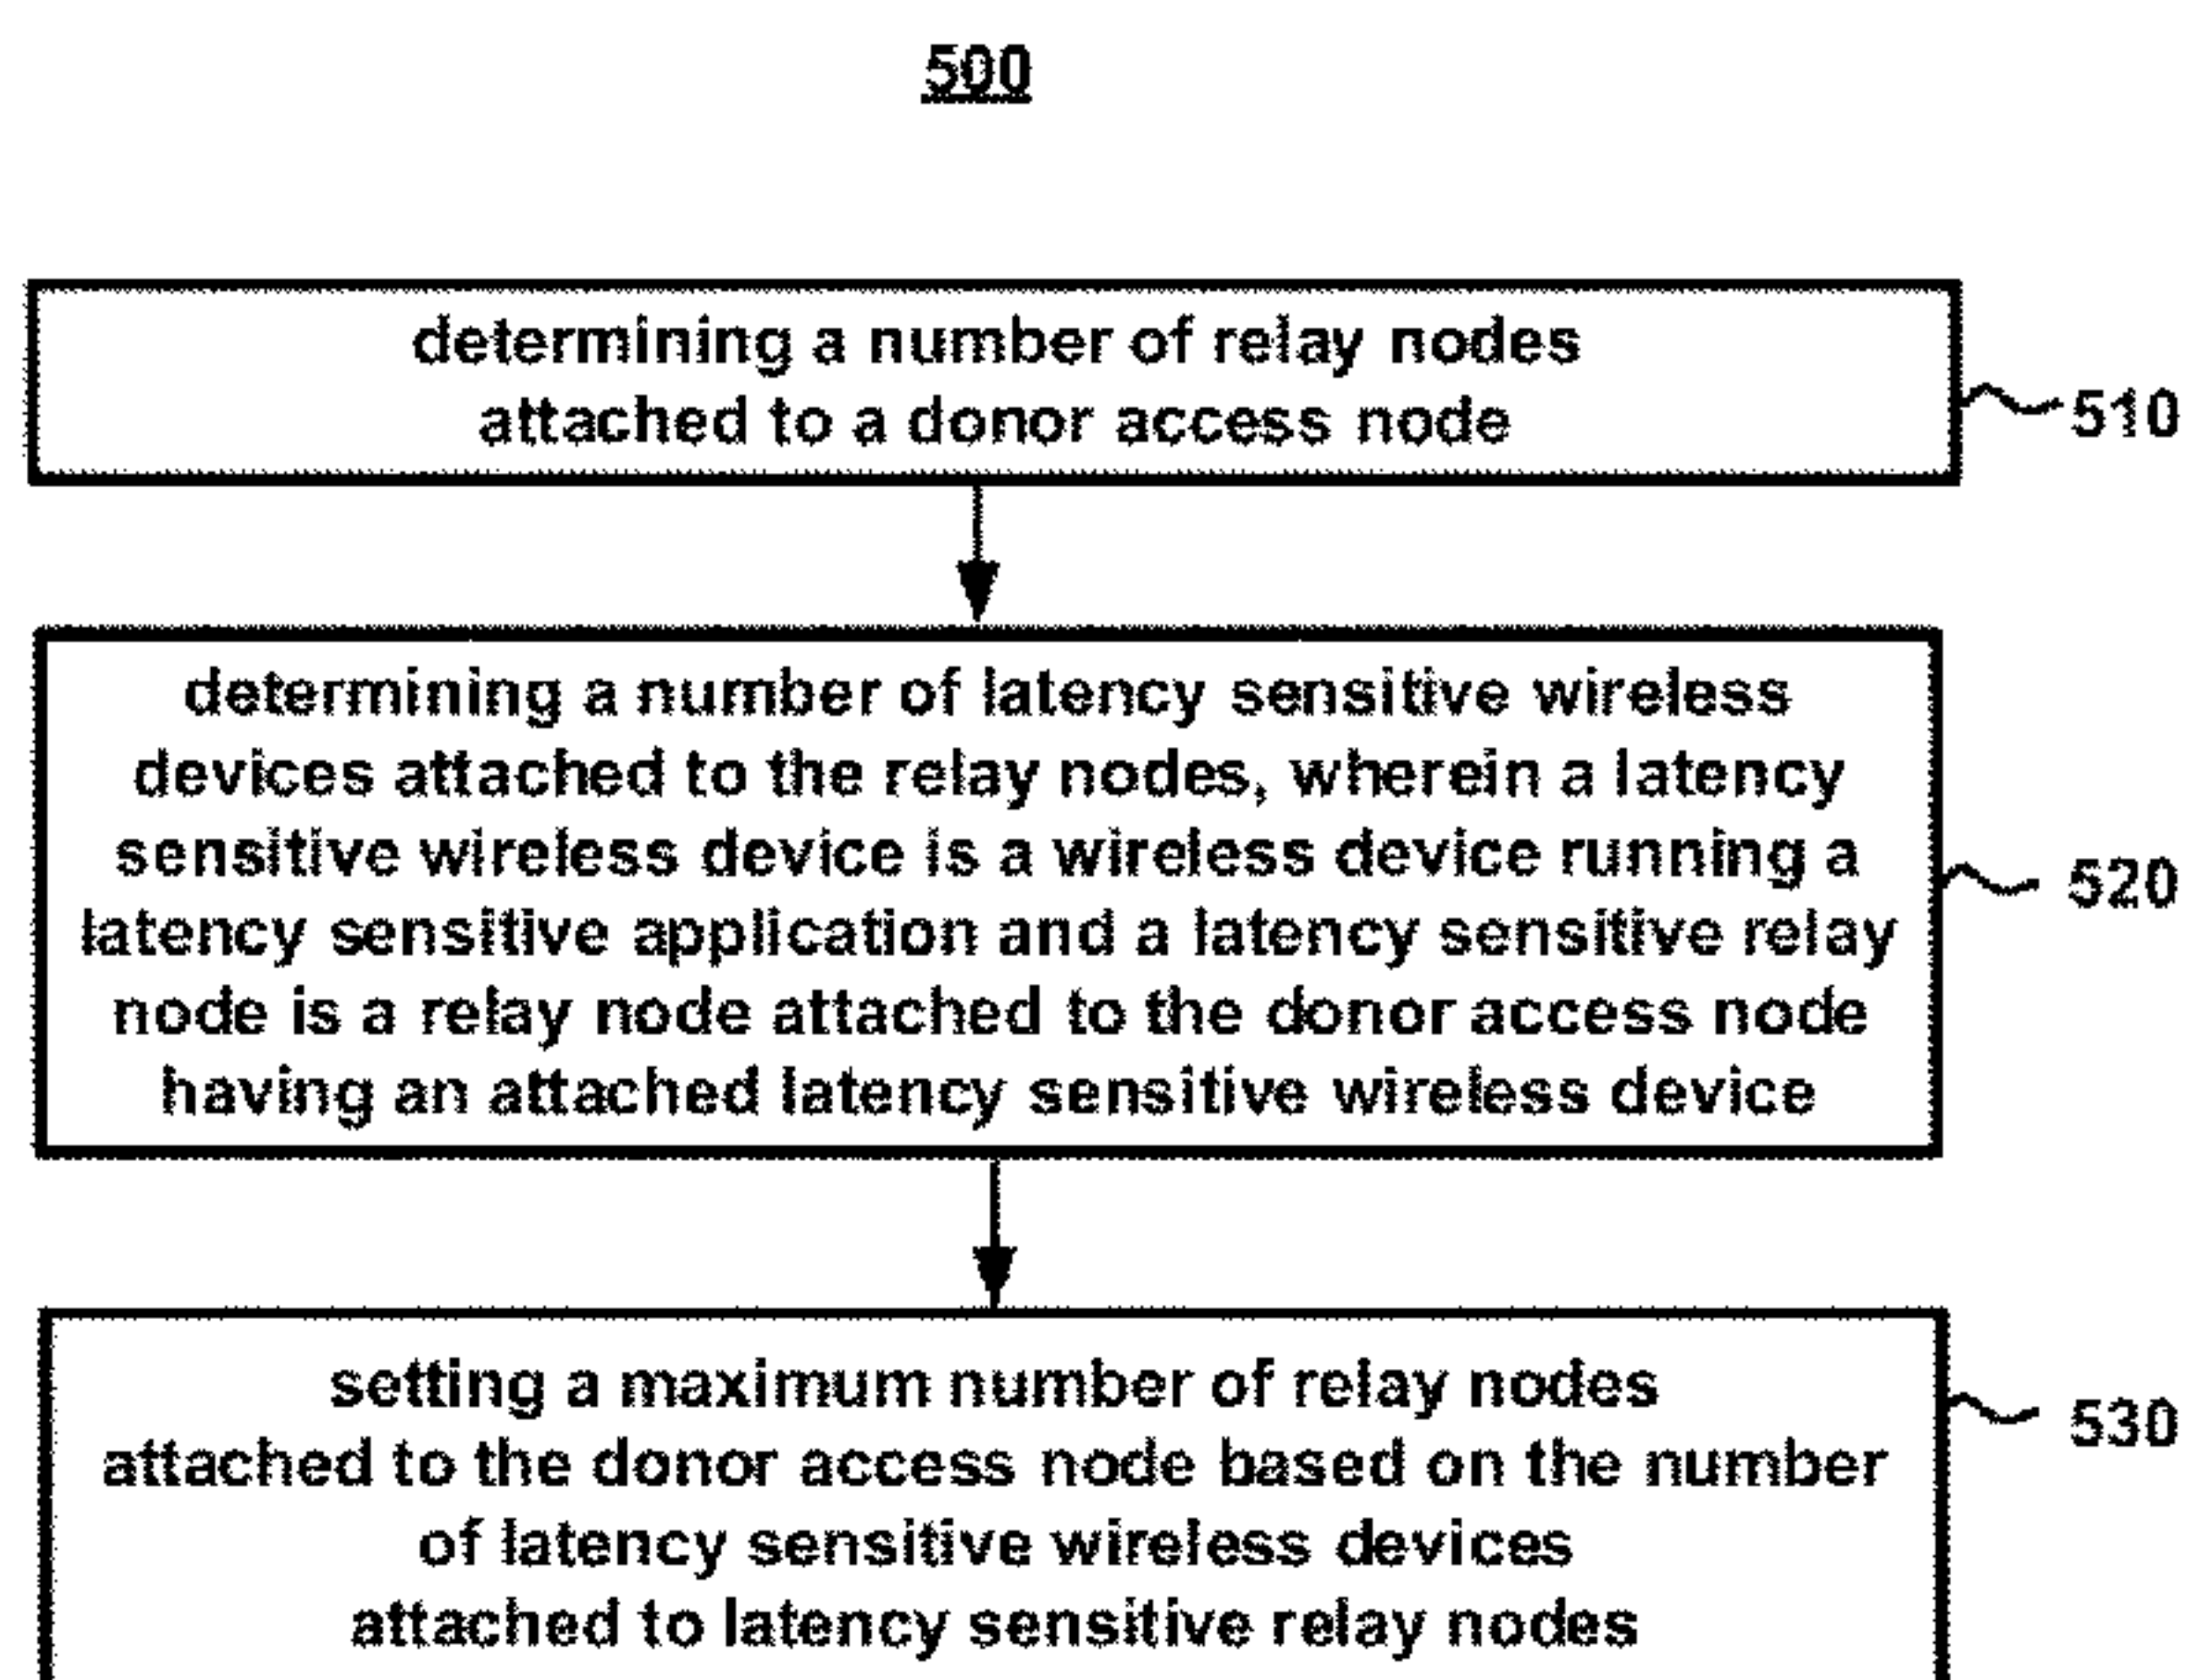 500
determining a number of relay nodes
attached to a donor access node
510
determining a number of latency sensitive wireless
devices attached to the relay nodes, wherein a latency
sensitive wireless device is a wireless device running a
latency sensitive application and a latency sensitive relay
node is a relay node attached to the donor access node
having an attached latency sensitive wireless device
520
setting a maximum number of relay nodes
attached to the donor access node based on the number
of latency sensitive wireless devices
attached to latency sensitive relay nodes
530